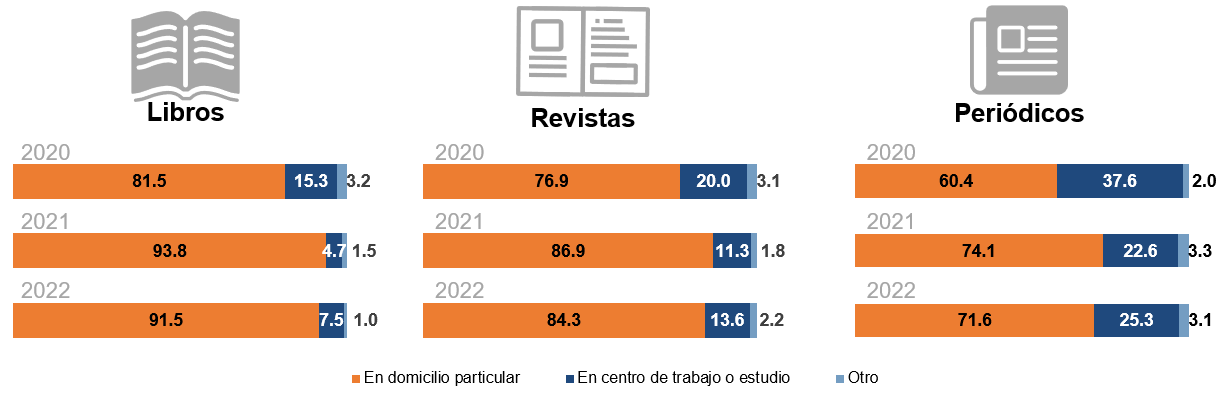 Libros
2020
81.5 15.3 3.2
2021
93.8 4.7 1.5
2022
91.5 7.5 1.0
Revistas
2020
76.9 20.0 3.1
2021
86.9 11.3 1.8
2022
84.3 13.6 2.2
Periódicos
2020
60.4 37.6 2.0
2021
74.1 22.6 3.3
2022
71.6 25.3 3.1
En domicilio particular En centro de trabajo o estudio Otro